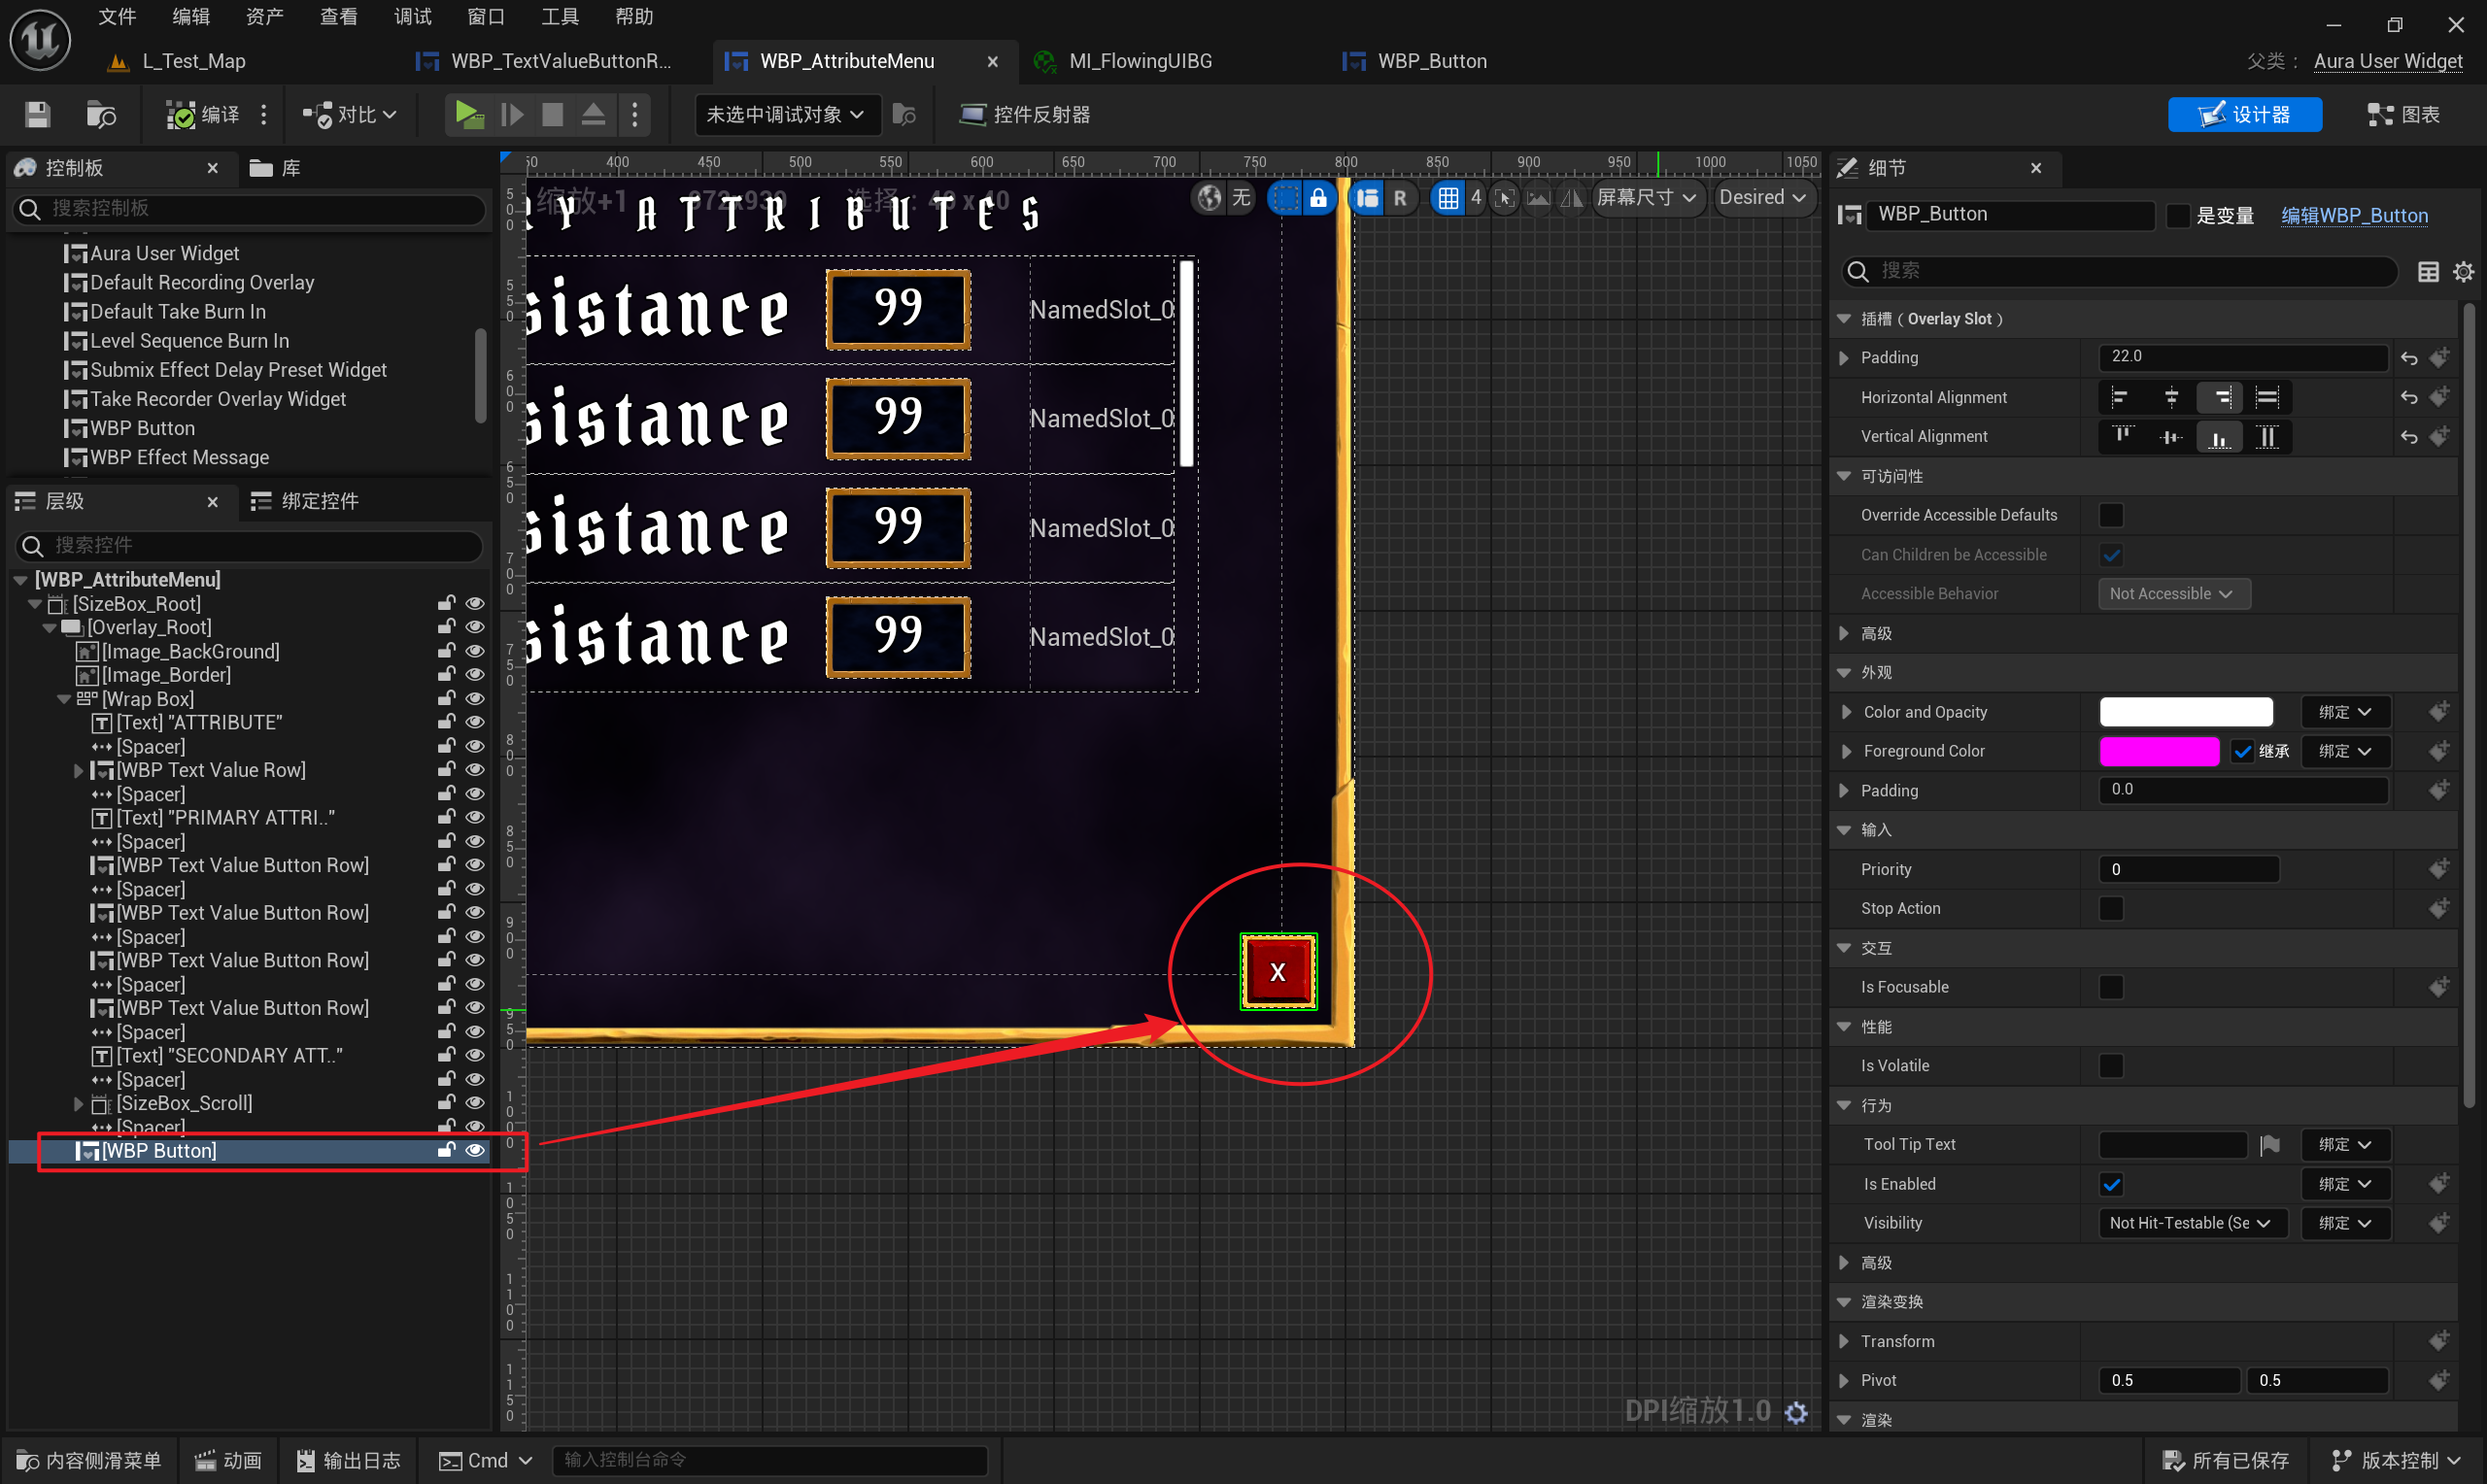 文件 编辑 资产 查看 调试 窗口 工具 帮助
L_Test_Map WBP_TextValueButtonR... WBP_AttributeMenu MI_FlowingUIBG WBP_Button 父类： Aura User Widget
编译 对比 未选中调试对象 控件反射器 设计器 图表
控制板 库
搜索控制板
Aura User Widget
Default Recording Overlay
Default Take Burn In
Level Sequence Burn In
Submix Effect Delay Preset Widget
Take Recorder Overlay Widget
WBP Button
WBP Effect Message
层级 绑定控件
搜索控件
[WBP_AttributeMenu]
[SizeBox_Root]
[Overlay_Root]
[Image_BackGround]
[Image_Border]
[Wrap Box]
[Text] "ATTRIBUTE"
[Spacer]
[WBP Text Value Row]
[Spacer]
[Text] "PRIMARY ATTRI.."
[Spacer]
[WBP Text Value Button Row]
[Spacer]
[WBP Text Value Button Row]
[Spacer]
[WBP Text Value Button Row]
[Spacer]
[WBP Text Value Button Row]
[Spacer]
[Text] "SECONDARY ATT.."
[Spacer]
[SizeBox_Scroll]
[Spacer]
[WBP Button]
50 400 450 500 550 600 650 700 750 800 850 900 950 1000 1050
500
550
600
650
700
750
800
850
900
950
1000
1050
1100
1150
缩放+1 972x939 选择：40 x 40 无 R 4 屏幕尺寸 Desired
RY ATTRIBUTES
sistance 99 NamedSlot_0
sistance 99 NamedSlot_0
sistance 99 NamedSlot_0
sistance 99 NamedSlot_0
X
DPI缩放1.0
细节
WBP_Button 是变量 编辑WBP_Button
搜索
插槽（Overlay Slot）
Padding 22.0
Horizontal Alignment
Vertical Alignment
可访问性
Override Accessible Defaults
Can Children be Accessible
Accessible Behavior Not Accessible
高级
外观
Color and Opacity 绑定
Foreground Color 继承 绑定
Padding 0.0
输入
Priority 0
Stop Action
交互
Is Focusable
性能
Is Volatile
行为
Tool Tip Text 绑定
Is Enabled 绑定
Visibility Not Hit-Testable (Se 绑定
高级
渲染变换
Transform
Pivot 0.5 0.5
渲染
内容侧滑菜单 动画 输出日志 Cmd 输入控制台命令 所有已保存 版本控制